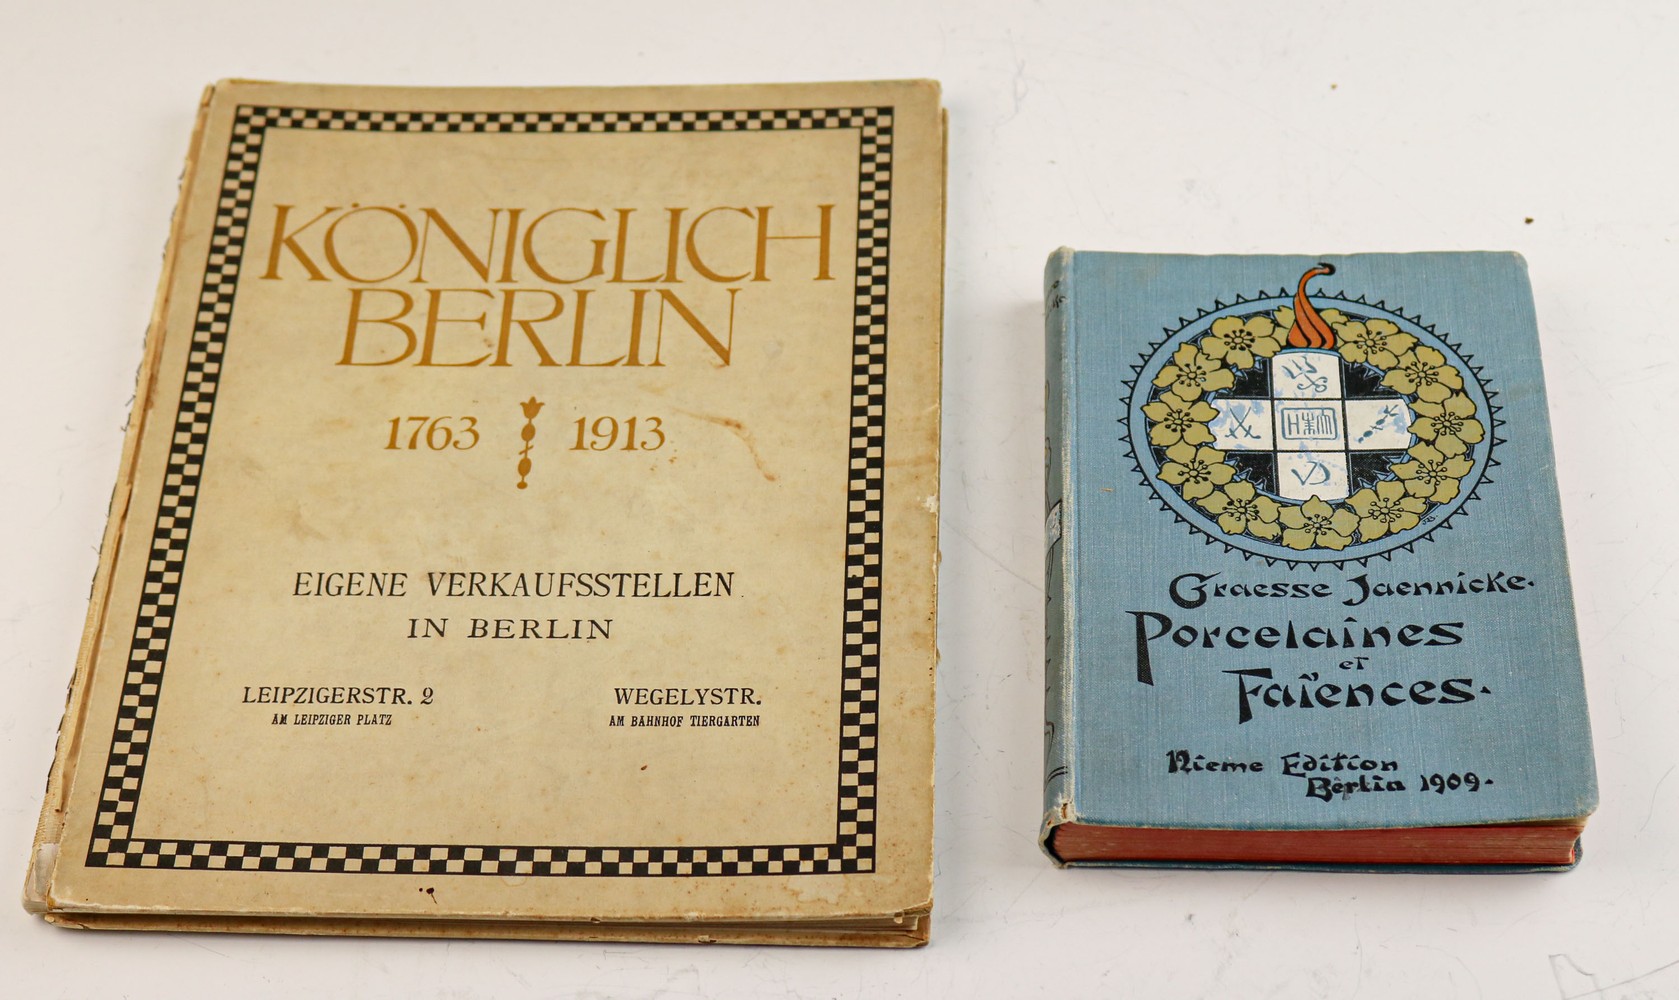 KÖNIGLICH
BERLIN
1763 1913
EIGENE VERKAUFSSTELLEN
IN BERLIN
LEIPZIGERSTR. 2
AM LEIPZIGER PLATZ
WEGELYSTR.
AM BAHNHOF TIERGARTEN
Graesse Jaennicke.
Porcelaines
et
Faïences.
12ieme Edition
Berlin 1909.